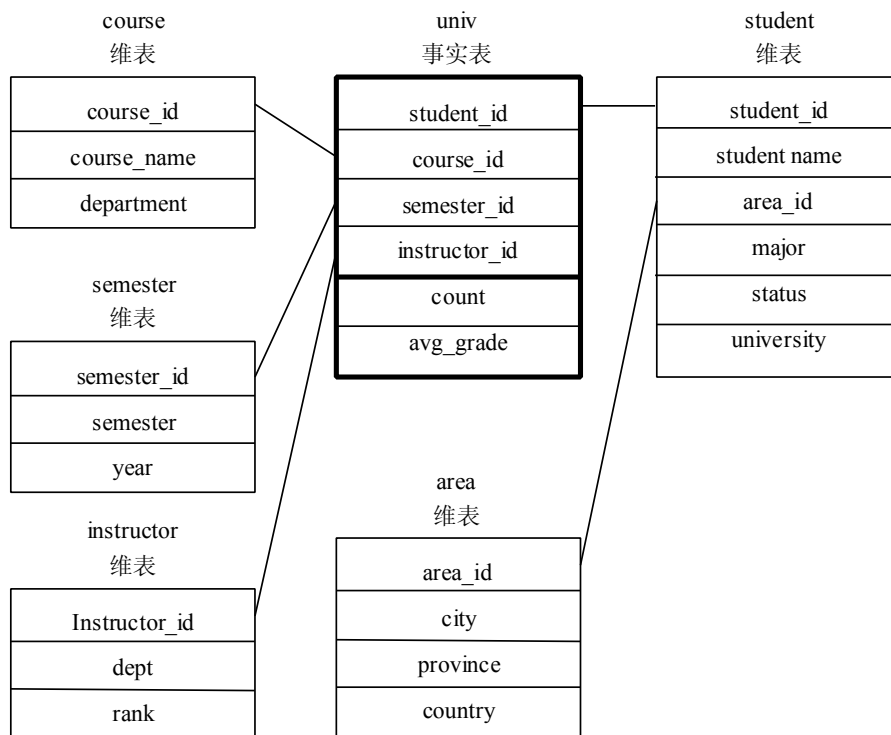 course
维表
course_id
course_name
department
univ
事实表
student_id
course_id
semester_id
instructor_id
count
avg_grade
student
维表
student_id
student name
area_id
major
status
university
semester
维表
semester_id
semester
year
instructor
维表
Instructor_id
dept
rank
area
维表
area_id
city
province
country